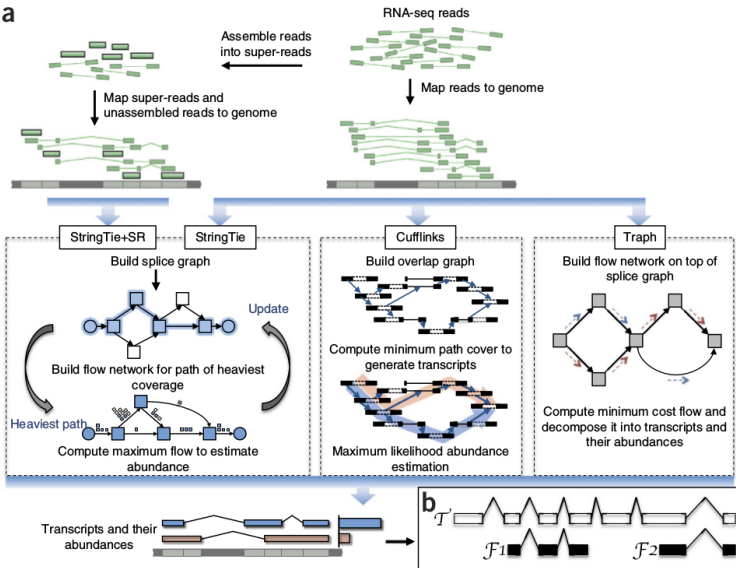 a
RNA-seq reads
Assemble reads
into super-reads
Map super-reads and
unassembled reads to genome
Map reads to genome
StringTie+SR
StringTie
Cufflinks
Traph
Build splice graph
Update
Build flow network for path of heaviest
coverage
Heaviest path
Compute maximum flow to estimate
abundance
Build overlap graph
Compute minimum path cover to
generate transcripts
Maximum likelihood abundance
estimation
Build flow network on top of
splice graph
Compute minimum cost flow and
decompose it into transcripts and
their abundances
Transcripts and their
abundances
b
T
F1
F2